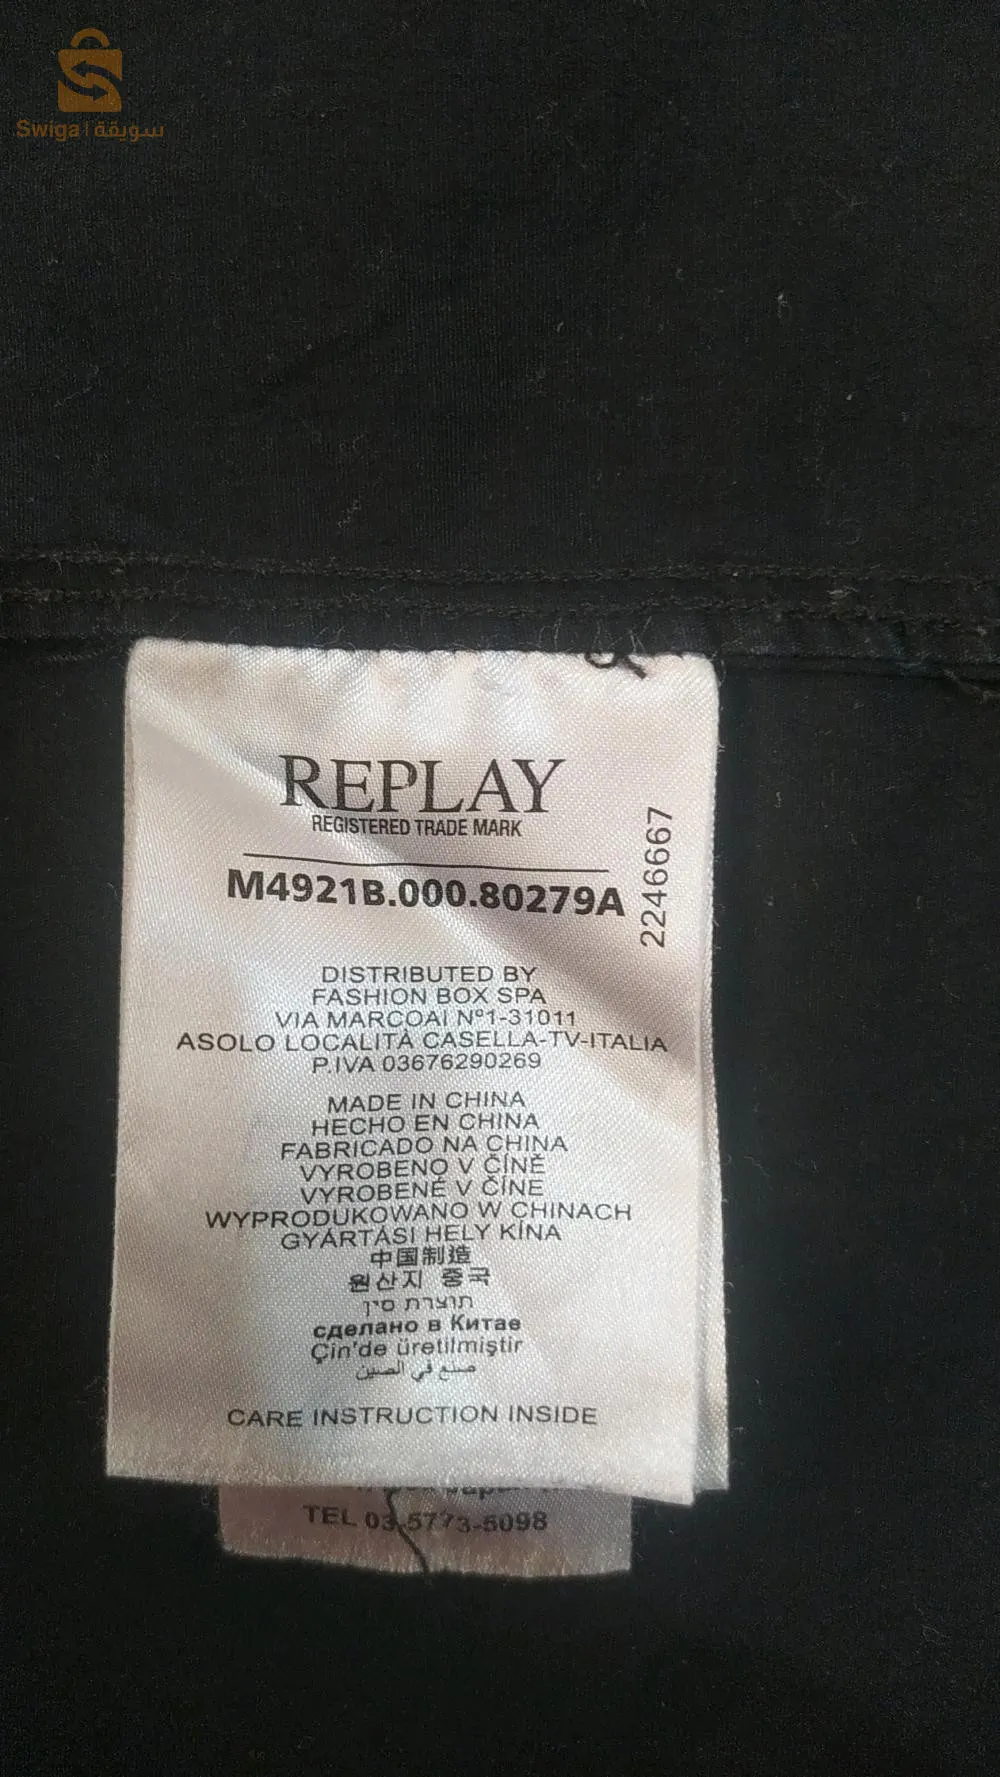 Swiga | سويقة
REPLAY
REGISTERED TRADE MARK
M4921B.000.80279A
2246667
DISTRIBUTED BY
FASHION BOX SPA
VIA MARCOAI Nº1-31011
ASOLO LOCALITÀ CASELLA-TV-ITALIA
P.IVA 03676290269
MADE IN CHINA
HECHO EN CHINA
FABRICADO NA CHINA
VYROBENO V ČÍNĚ
VYROBENÉ V ČÍNE
WYPRODUKOWANO W CHINACH
GYÁRTÁSI HELY KÍNA
中国制造
원산지 중국
תוצרת סין
сделано в Китае
Çin'de üretilmiştir
صنع في الصين
CARE INSTRUCTION INSIDE
TEL 03-5773-5098